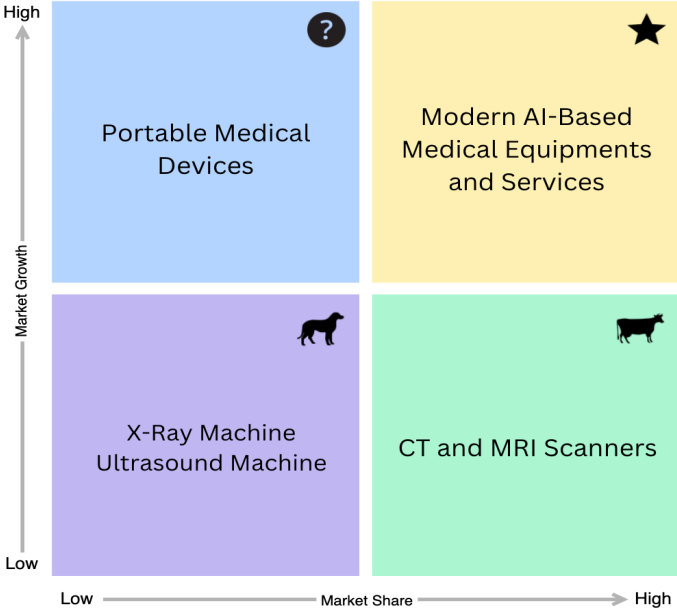 High
?
Portable Medical
Devices
Modern AI-Based
Medical Equipments
and Services
Market Growth
X-Ray Machine
Ultrasound Machine
CT and MRI Scanners
Low
Low
Market Share
High